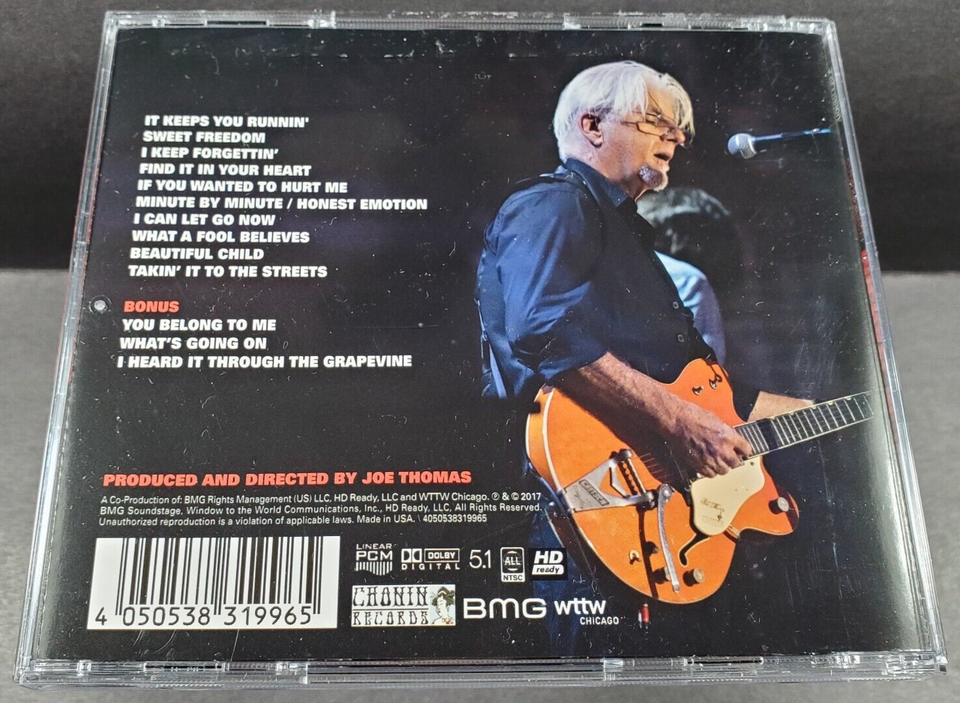 IT KEEPS YOU RUNNIN'
SWEET FREEDOM
I KEEP FORGETTIN'
FIND IT IN YOUR HEART
IF YOU WANTED TO HURT ME
MINUTE BY MINUTE / HONEST EMOTION
I CAN LET GO NOW
WHAT A FOOL BELIEVES
BEAUTIFUL CHILD
TAKIN' IT TO THE STREETS
BONUS
YOU BELONG TO ME
WHAT'S GOING ON
I HEARD IT THROUGH THE GRAPEVINE
PRODUCED AND DIRECTED BY JOE THOMAS
A Co-Production of: BMG Rights Management (US) LLC, HD Ready, LLC and WTTW Chicago. ℗ & © 2017
BMG Soundstage, Window to the World Communications, Inc., HD Ready, LLC, All Rights Reserved.
Unauthorized reproduction is a violation of applicable laws. Made in USA. \ 4050538319965
4 050538 319965
LINEAR
PCM
DOLBY
DIGITAL
5.1
ALL
NTSC
HD
ready
CHONIN
RECORDS
BMG
wttw
CHICAGO